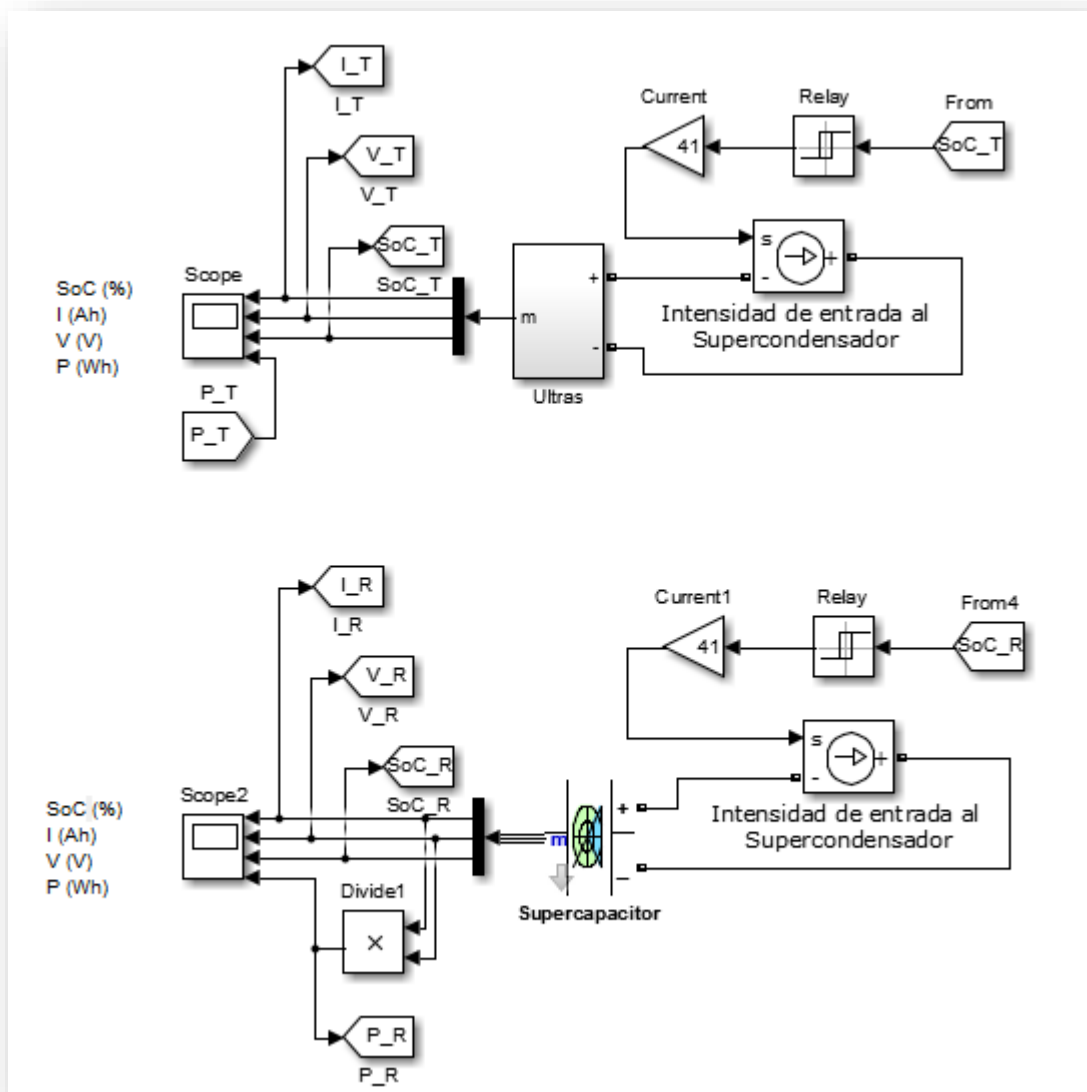 I_T
I_T
Current
Relay
From
41
SoC_T
V_T
V_T
SoC_T
SoC_T
s
+
-
Scope
SoC (%)
I (Ah)
V (V)
P (Wh)
m
+
-
Ultras
Intensidad de entrada al
Supercondensador
P_T
P_T
I_R
I_R
Current1
Relay
From4
41
SoC_R
V_R
V_R
SoC_R
SoC_R
s
+
-
Scope2
SoC (%)
I (Ah)
V (V)
P (Wh)
m
+
_
Supercapacitor
Intensidad de entrada al
Supercondensador
Divide1
×
P_R
P_R